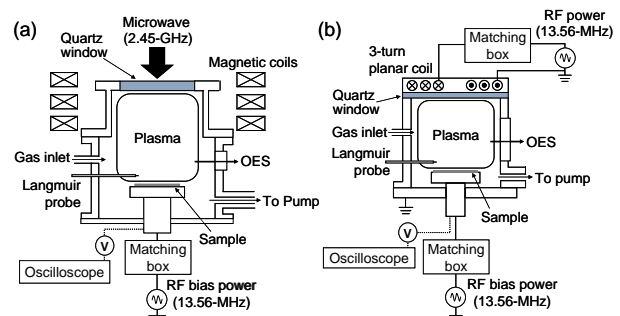 (a)
Microwave
(2.45-GHz)
Quartz
window
Magnetic coils
Plasma
Gas inlet
OES
Langmuir
probe
To Pump
Sample
V
Oscilloscope
Matching
box
RF bias power
(13.56-MHz)
(b)
RF power
(13.56-MHz)
Matching
box
3-turn
planar coil
Quartz
window
Gas inlet
Plasma
Langmuir
probe
OES
To pump
Sample
V
Oscilloscope
Matching
box
RF bias power
(13.56-MHz)